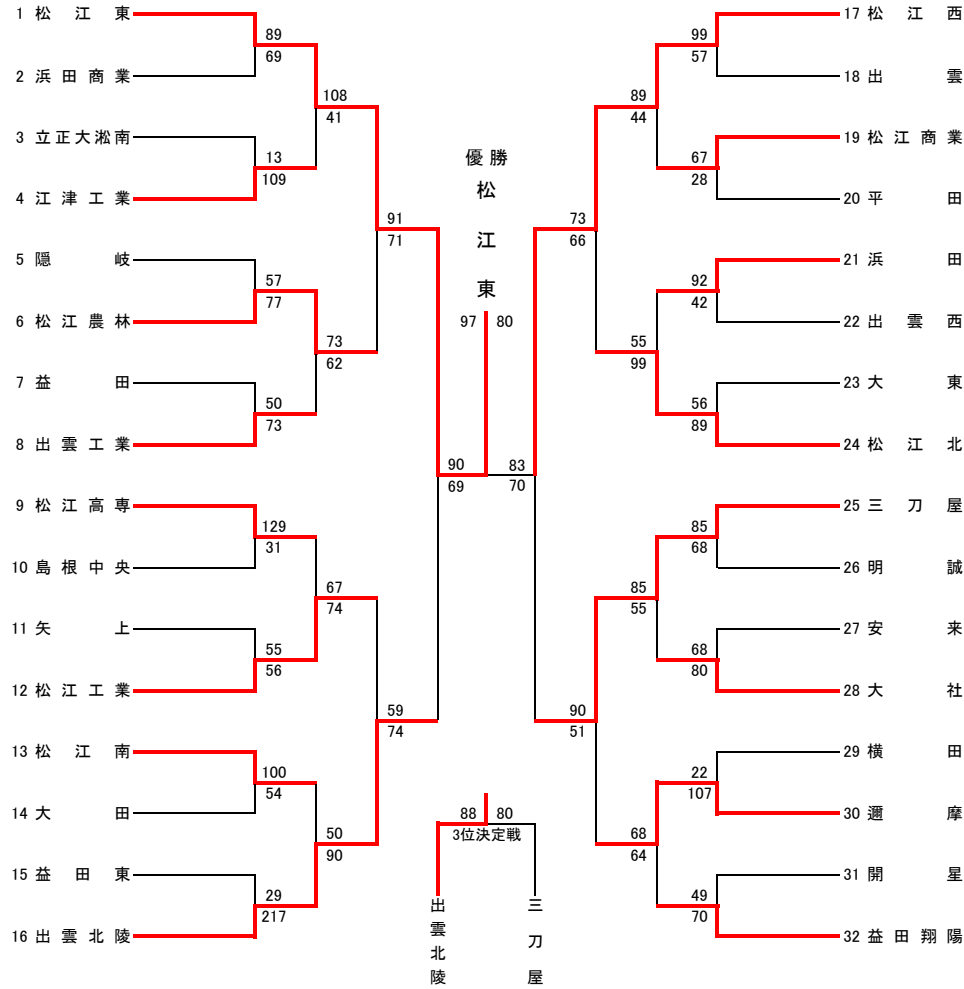 1 松江東
89
69
2 浜田商業
108
41
3 立正大淞南
13
109
4 江津工業
91
71
5 隠岐
57
77
6 松江農林
73
62
7 益田
50
73
8 出雲工業
90
69
9 松江高専
129
31
10 島根中央
67
74
11 矢上
55
56
12 松江工業
59
74
13 松江南
100
54
14 大田
50
90
15 益田東
29
217
16 出雲北陵
優勝
松江東
97 80
88 80
3位決定戦
出雲北陵
三刀屋
17 松江西
99
57
18 出雲
89
44
19 松江商業
67
28
20 平田
73
66
21 浜田
92
42
22 出雲西
55
99
23 大東
56
89
24 松江北
83
70
25 三刀屋
85
68
26 明誠
85
55
27 安来
68
80
28 大社
90
51
29 横田
22
107
30 邇摩
68
64
31 開星
49
70
32 益田翔陽